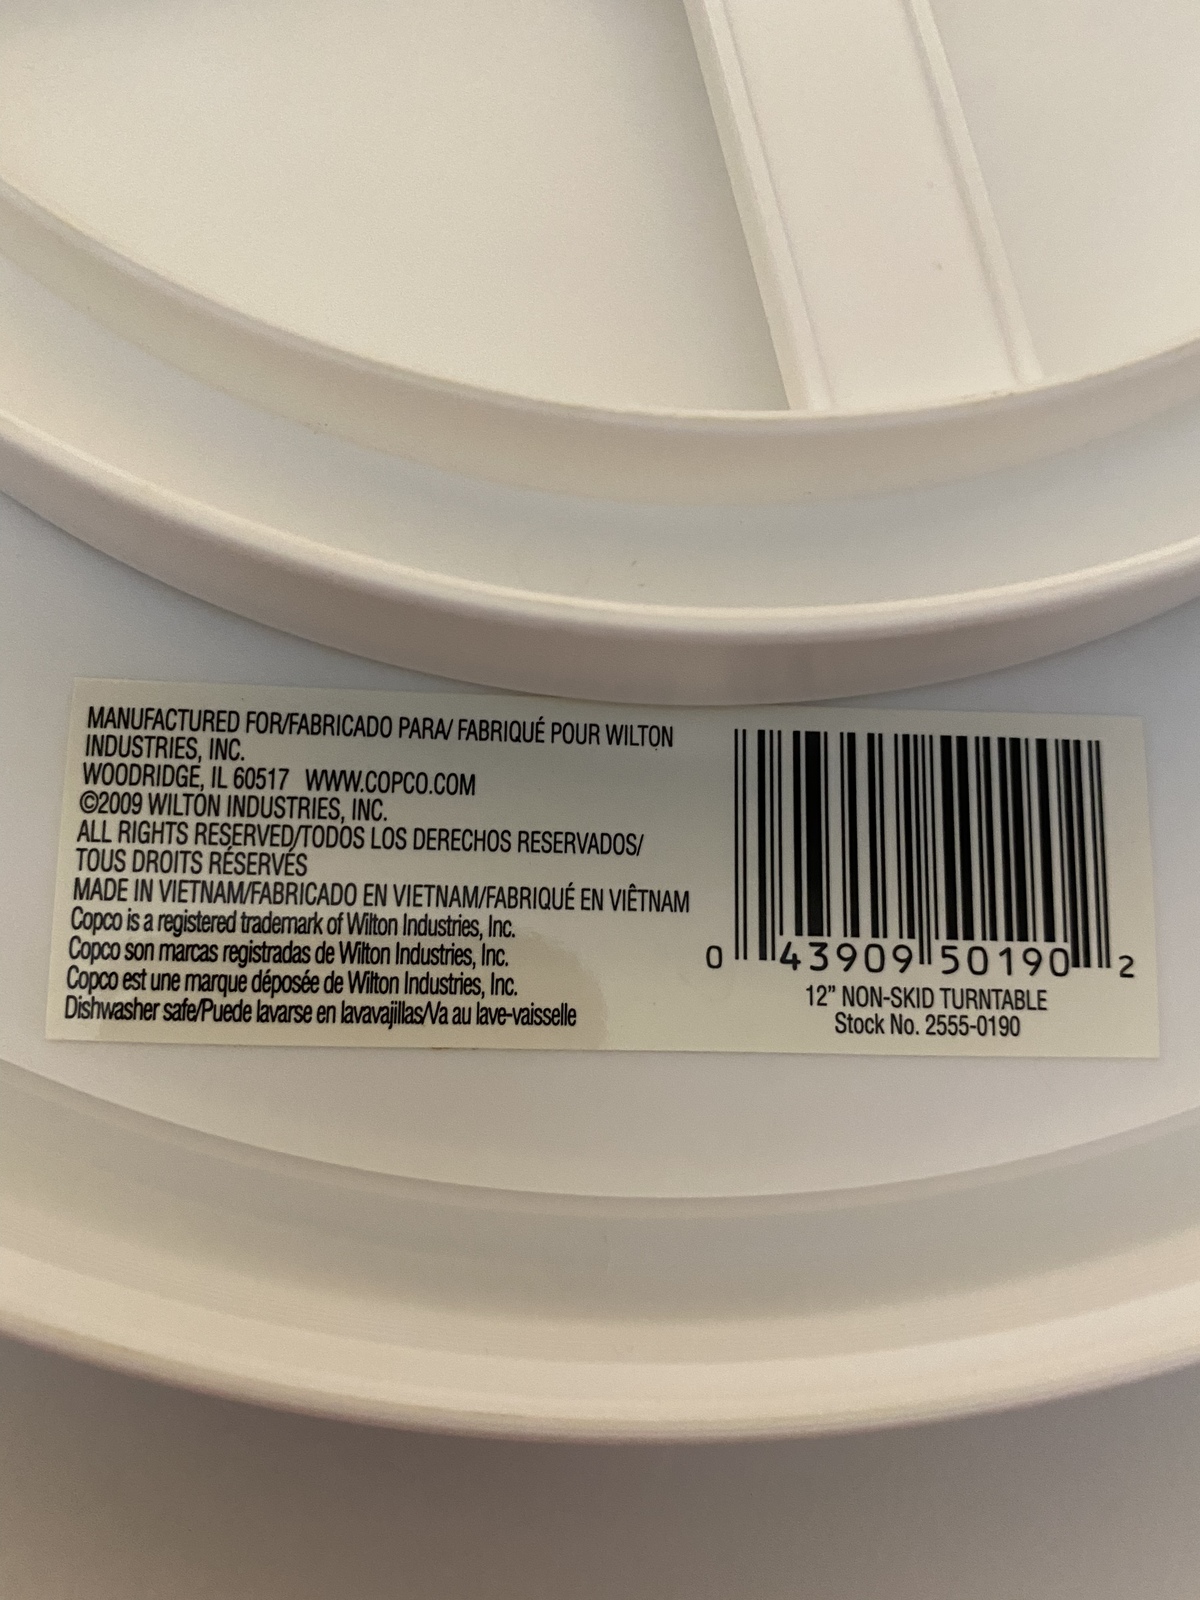 MANUFACTURED FOR/FABRICADO PARA/ FABRIQUÉ POUR WILTON
INDUSTRIES, INC.
WOODRIDGE, IL 60517 WWW.COPCO.COM
©2009 WILTON INDUSTRIES, INC.
ALL RIGHTS RESERVED/TODOS LOS DERECHOS RESERVADOS/
TOUS DROITS RÉSERVÉS
MADE IN VIETNAM/FABRICADO EN VIETNAM/FABRIQUÉ EN VIÊTNAM
Copco is a registered trademark of Wilton Industries, Inc.
Copco son marcas registradas de Wilton Industries, Inc.
Copco est une marque déposée de Wilton Industries, Inc.
Dishwasher safe/Puede lavarse en lavavajillas/Va au lave-vaisselle
0 43909 50190 2
12” NON-SKID TURNTABLE
Stock No. 2555-0190